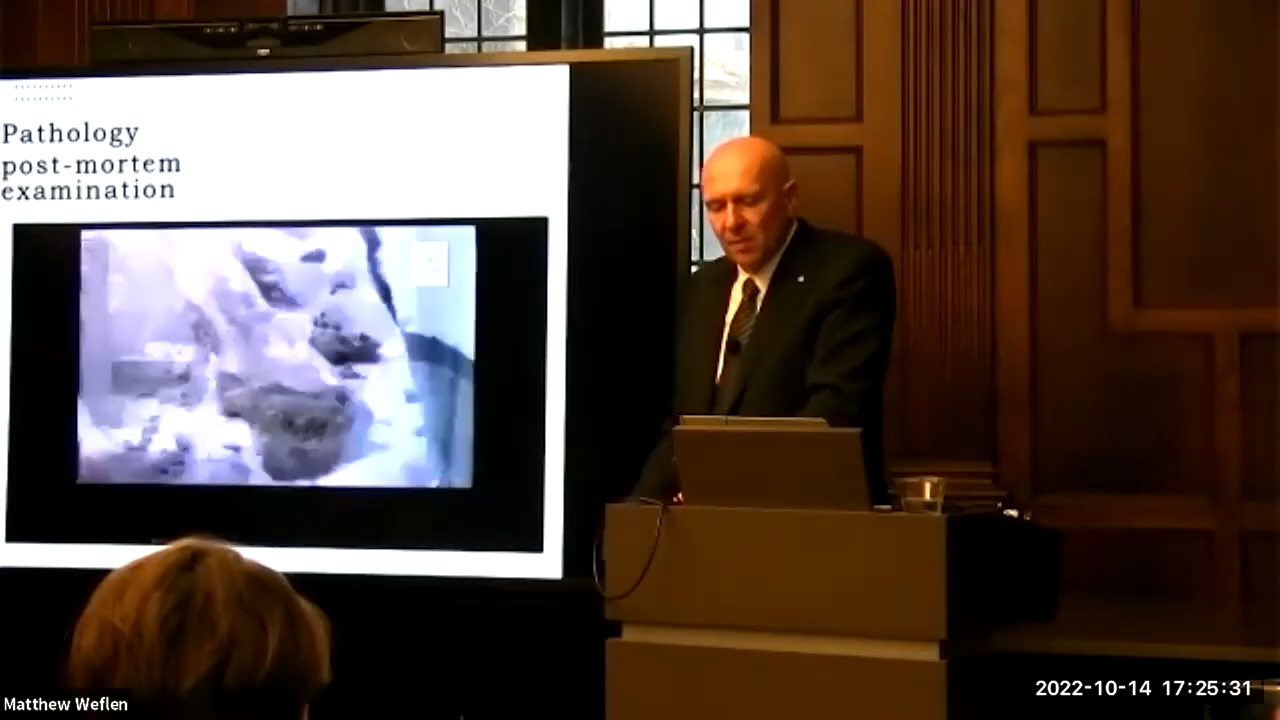 Pathology
post-mortem
examination
Matthew Weflen
2022-10-14 17:25:31